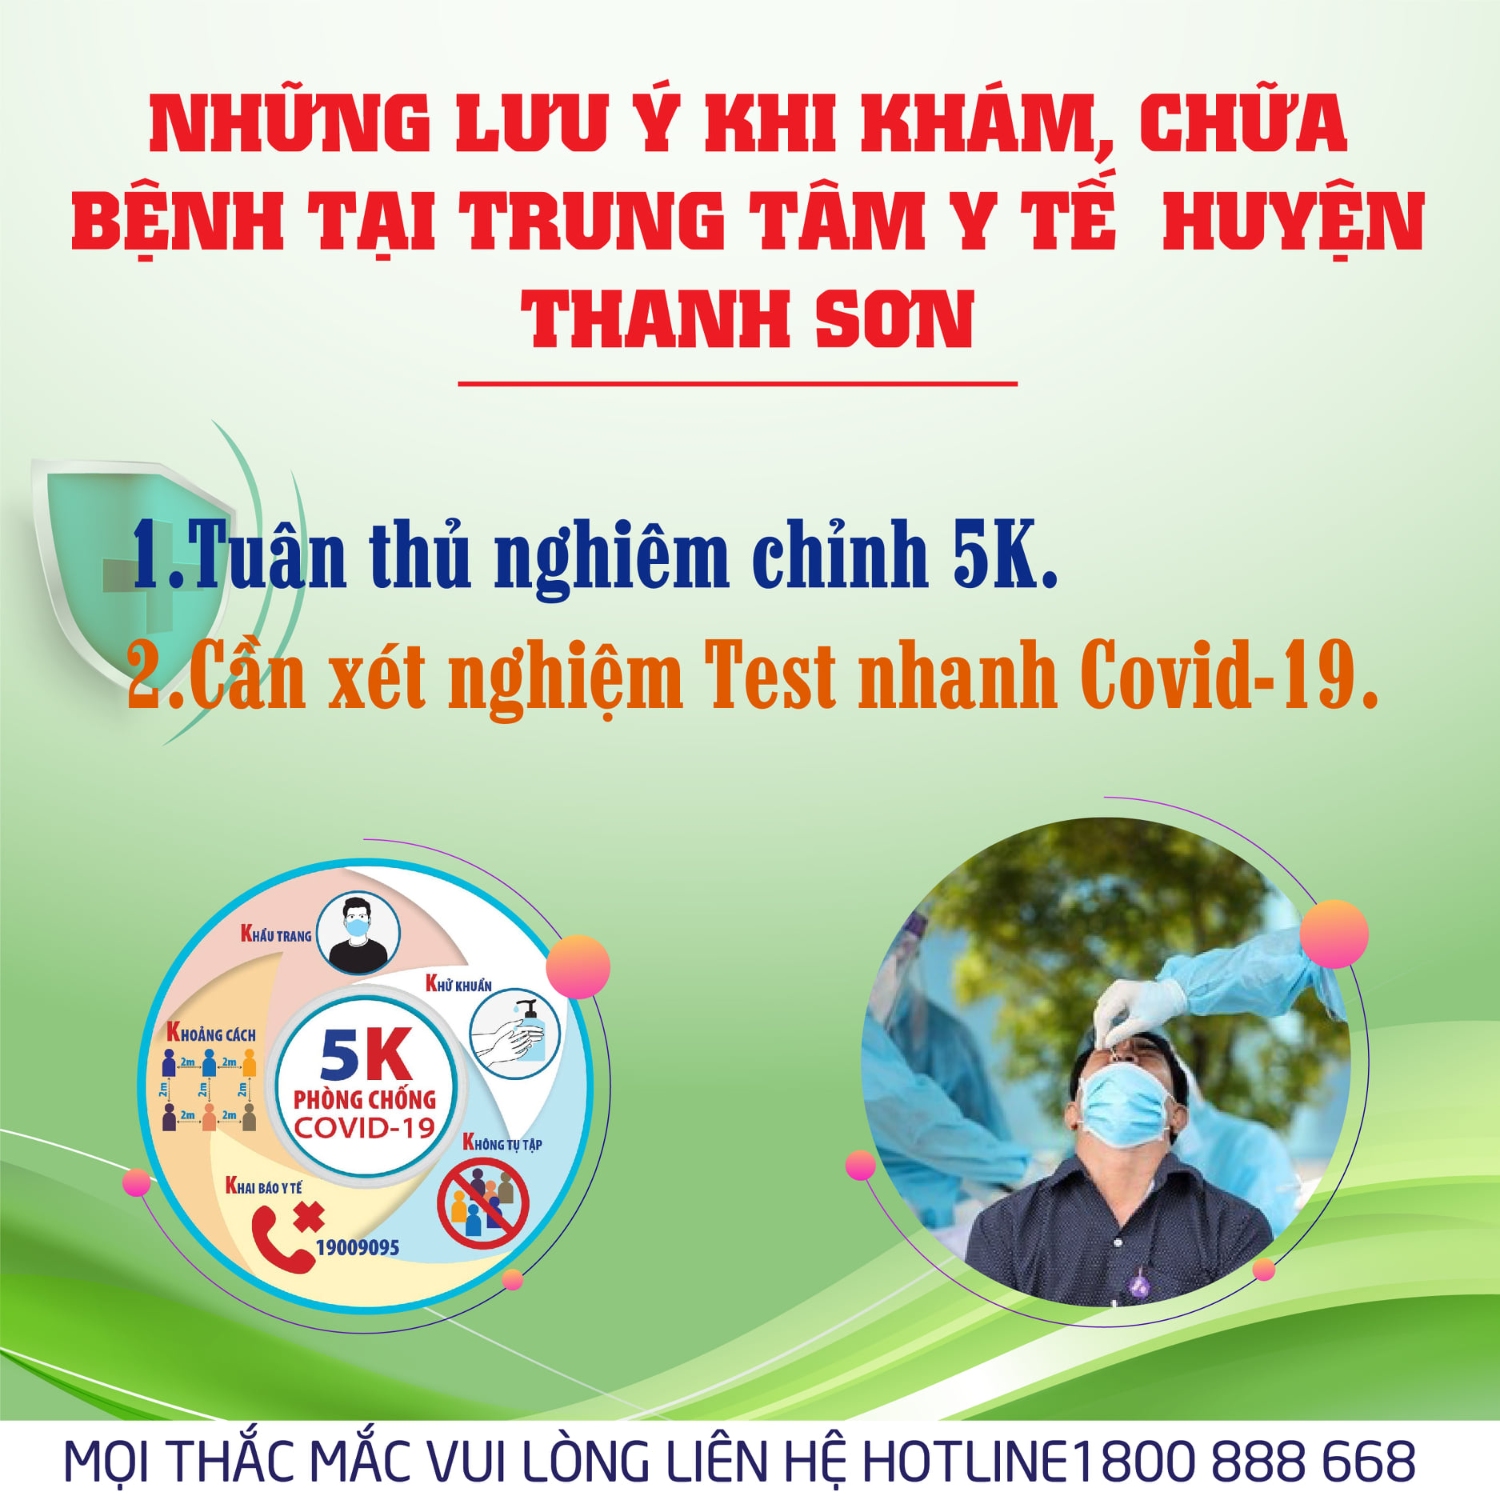 NHỮNG LƯU Ý KHI KHÁM, CHỮA
BỆNH TẠI TRUNG TÂM Y TẾ HUYỆN
THANH SƠN
1.Tuân thủ nghiêm chỉnh 5K.
2.Cần xét nghiệm Test nhanh Covid-19.
KHẨU TRANG
KHỬ KHUẨN
KHOẢNG CÁCH
2m 2m
2m 2m 2m
2m 2m
5K
PHÒNG CHỐNG
COVID-19
KHÔNG TỤ TẬP
KHAI BÁO Y TẾ
19009095
MỌI THẮC MẮC VUI LÒNG LIÊN HỆ HOTLINE1800 888 668